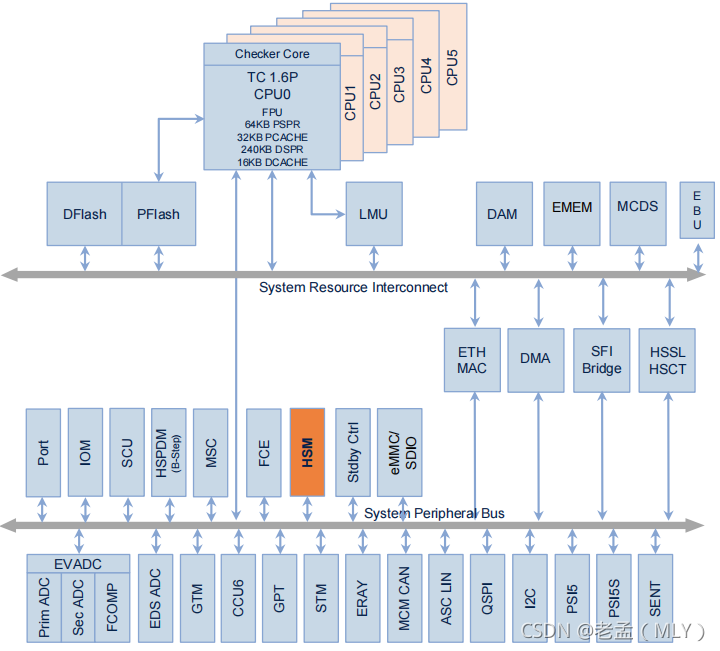 Checker Core
TC 1.6P
CPU0
FPU
64KB PSPR
32KB PCACHE
240KB DSPR
16KB DCACHE
CPU1
CPU2
CPU3
CPU4
CPU5
DFlash
PFlash
LMU
DAM
EMEM
MCDS
E
B
U
System Resource Interconnect
ETH
MAC
DMA
SFI
Bridge
HSSL
HSCT
Port
IOM
SCU
HSPDM
(B-Step)
MSC
FCE
HSM
Stdby Ctrl
eMMC/
SDIO
System Peripheral Bus
EVADC
Prim ADC
Sec ADC
FCOMP
EDS ADC
GTM
CCU6
GPT
STM
ERAY
MCM CAN
ASC LIN
QSPI
I2C
PSI5
PSI5S
SENT
CSDN @老孟（MLY）